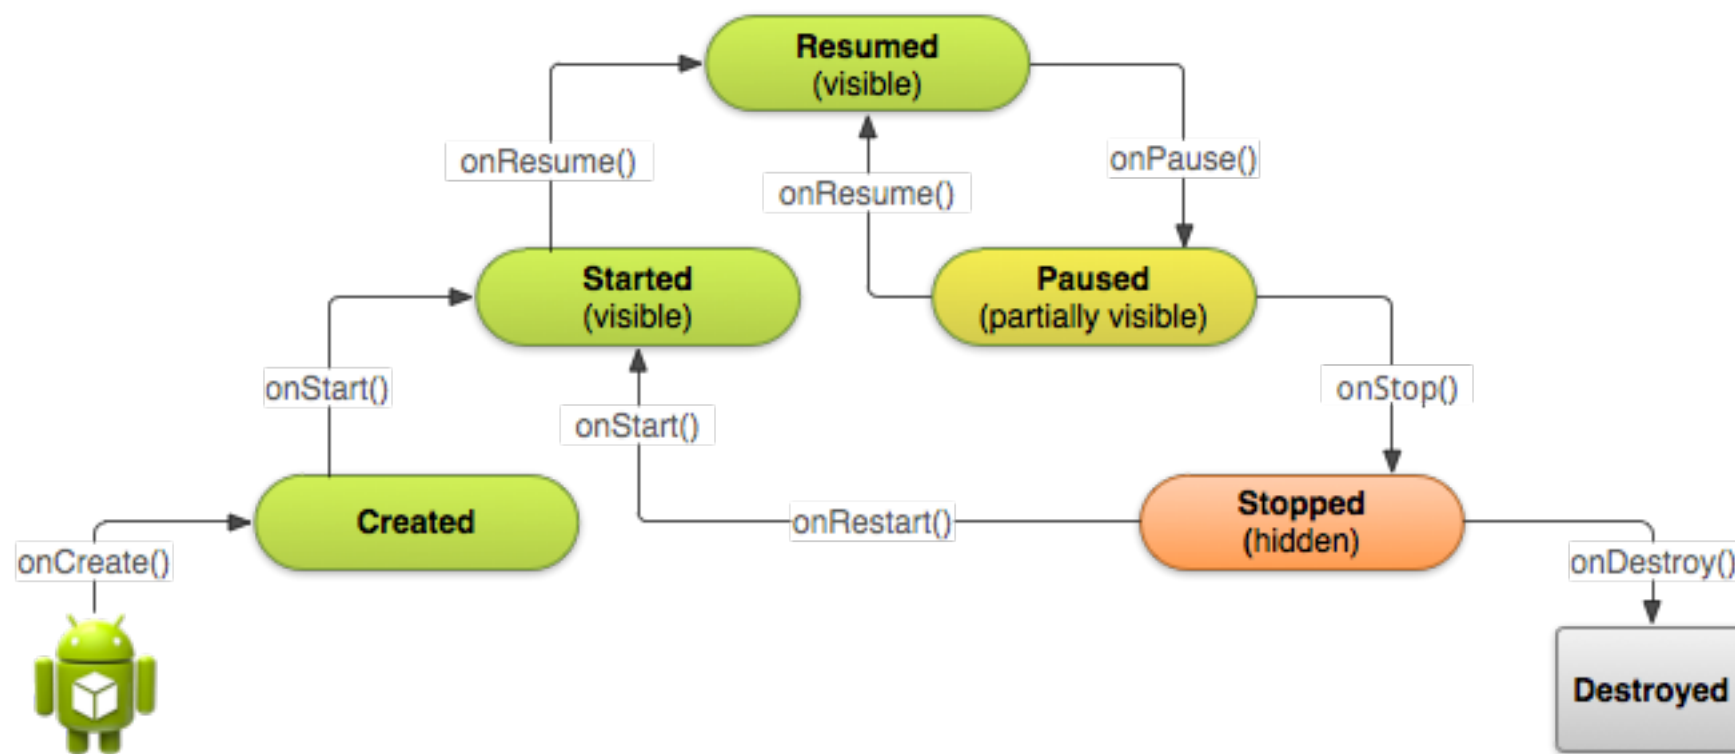 Resumed
(visible)
onResume()
onPause()
onResume()
Started
(visible)
Paused
(partially visible)
onStart()
onStop()
onStart()
Created
Stopped
(hidden)
onRestart()
onCreate()
onDestroy()
Destroyed